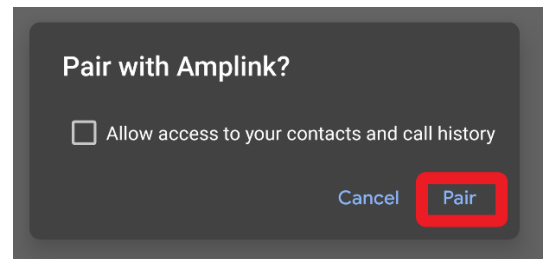 Pair with Amplink?
Allow access to your contacts and call history
Cancel Pair